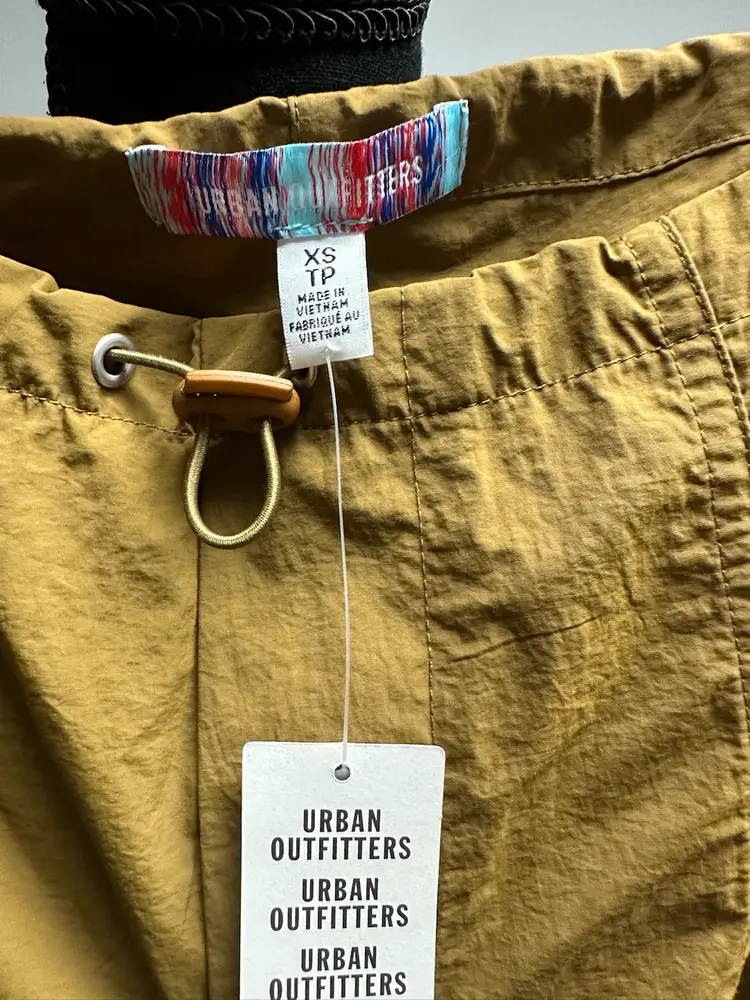 URBAN OUTFITTERS
XS
TP
MADE IN
VIETNAM
FABRIQUÉ AU
VIETNAM
URBAN
OUTFITTERS
URBAN
OUTFITTERS
URBAN
OUTFITTERS